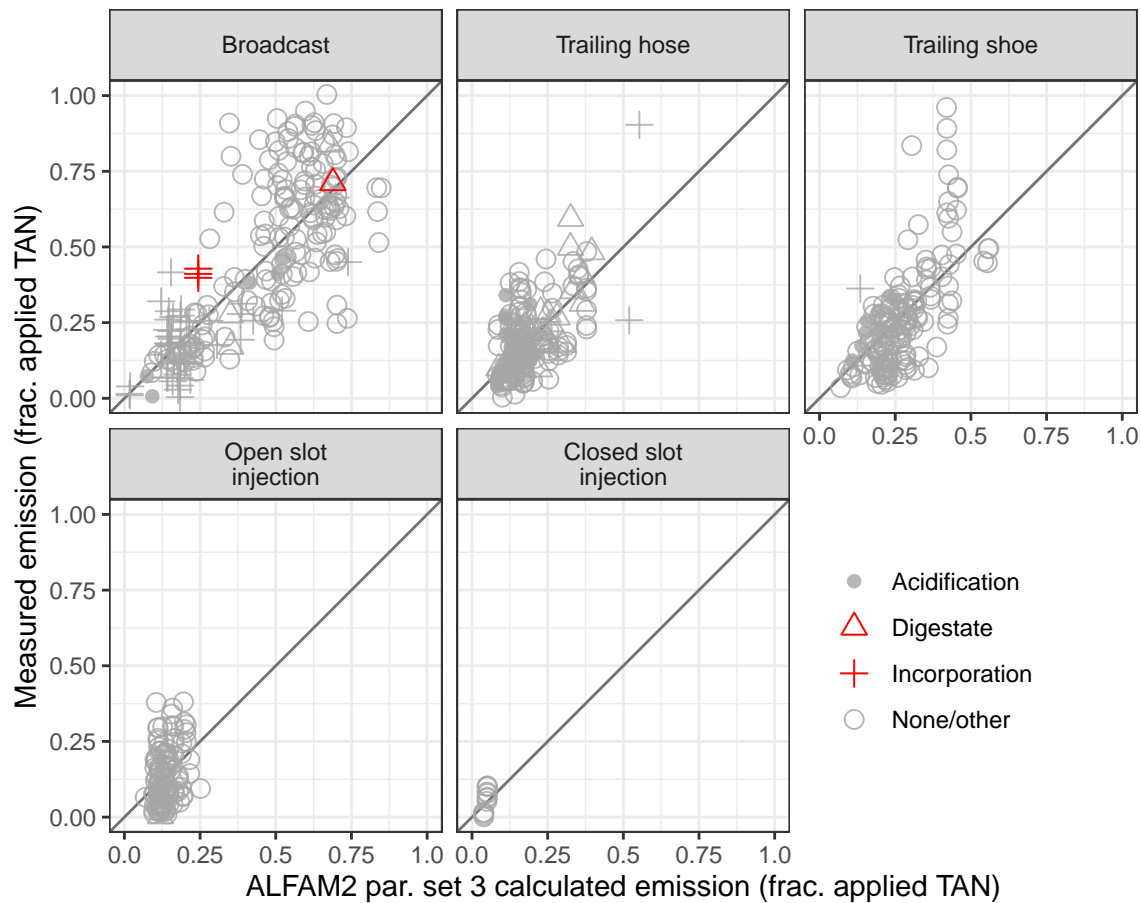 Broadcast
Trailing hose
Trailing shoe
1.00
0.75
0.50
0.25
0.00
0.0 0.25 0.50 0.75 1.0
Open slot
injection
Closed slot
injection
1.00
0.75
0.50
0.25
0.00
0.0 0.25 0.50 0.75 1.0
0.0 0.25 0.50 0.75 1.0
Measured emission (frac. applied TAN)
ALFAM2 par. set 3 calculated emission (frac. applied TAN)
Acidification
Digestate
Incorporation
None/other